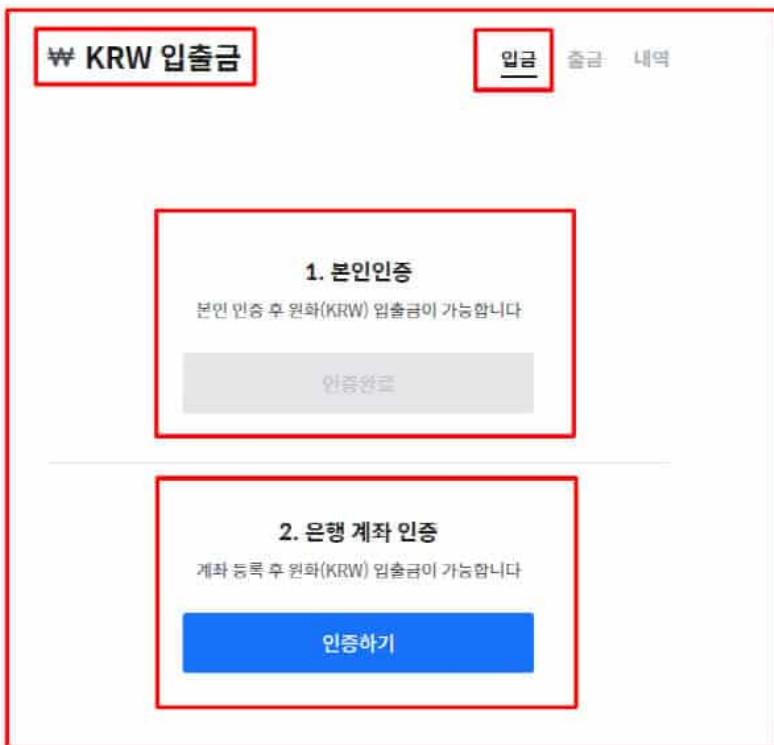 ₩ KRW 입출금
입금 출금 내역
1. 본인인증
본인 인증 후 원화(KRW) 입출금이 가능합니다
인증완료
2. 은행 계좌 인증
계좌 등록 후 원화(KRW) 입출금이 가능합니다
인증하기